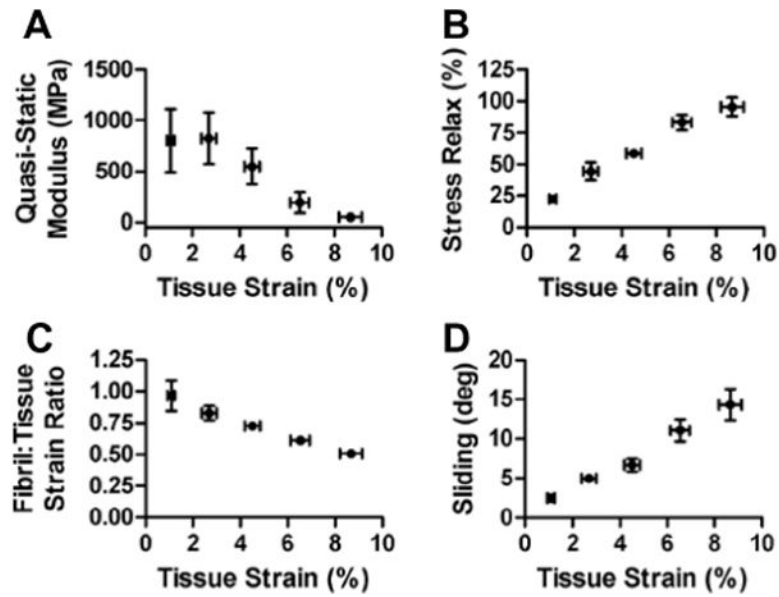 A
Quasi-Static
Modulus (MPa)
1500
1000
500
0
0 2 4 6 8 10
Tissue Strain (%)
B
Stress Relax (%)
125
100
75
50
25
0
0 2 4 6 8 10
Tissue Strain (%)
C
Fibril:Tissue
Strain Ratio
1.25
1.00
0.75
0.50
0.25
0.00
0 2 4 6 8 10
Tissue Strain (%)
D
Sliding (deg)
20
15
10
5
0
0 2 4 6 8 10
Tissue Strain (%)